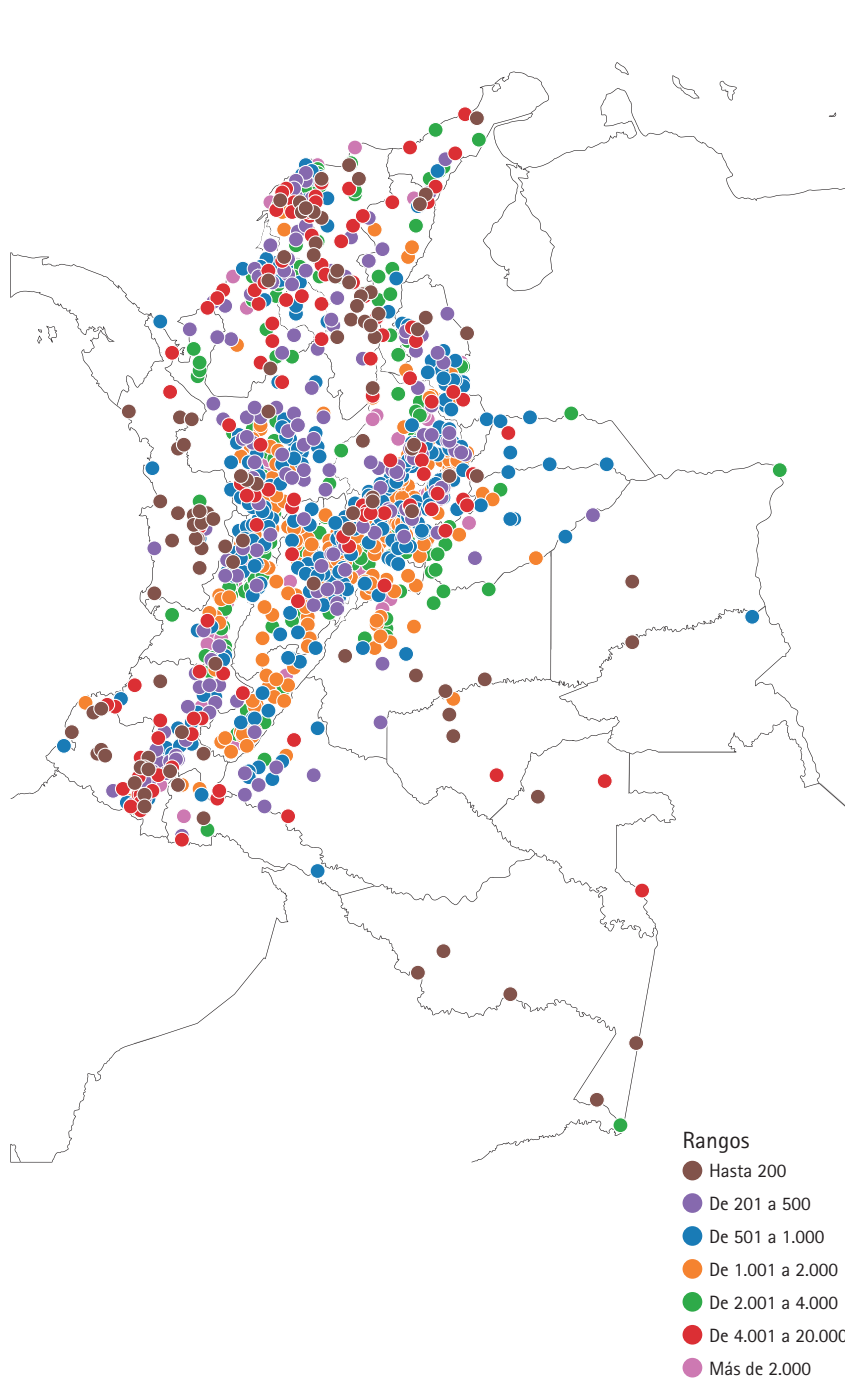 Rangos
Hasta 200
De 201 a 500
De 501 a 1.000
De 1.001 a 2.000
De 2.001 a 4.000
De 4.001 a 20.000
Más de 2.000